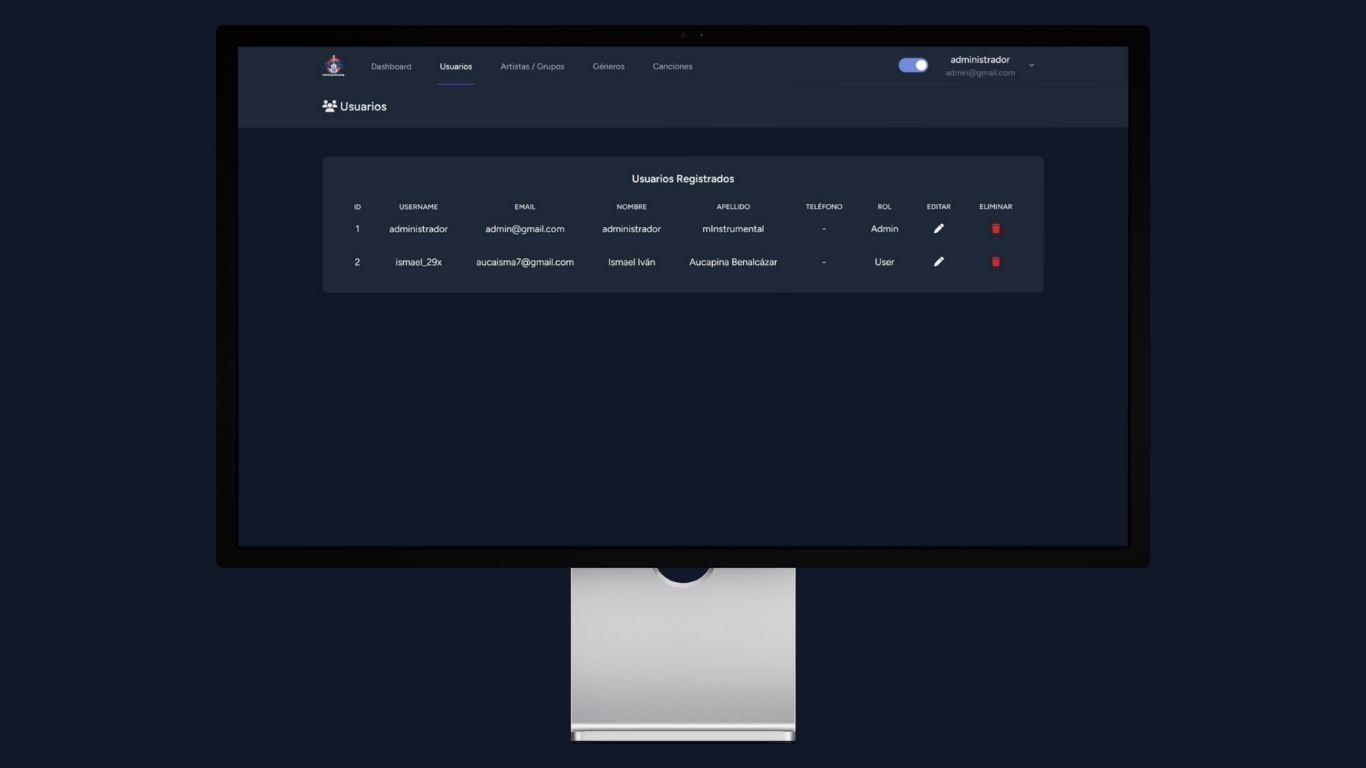 Dashboard Usuarios Artistas / Grupos Géneros Canciones administrador
admin@gmail.com
Usuarios
Usuarios Registrados
ID USERNAME EMAIL NOMBRE APELLIDO TELÉFONO ROL EDITAR ELIMINAR
1 administrador admin@gmail.com administrador mInstrumental - Admin
2 ismael_29x aucaisma7@gmail.com Ismael Iván Aucapina Benalcázar - User